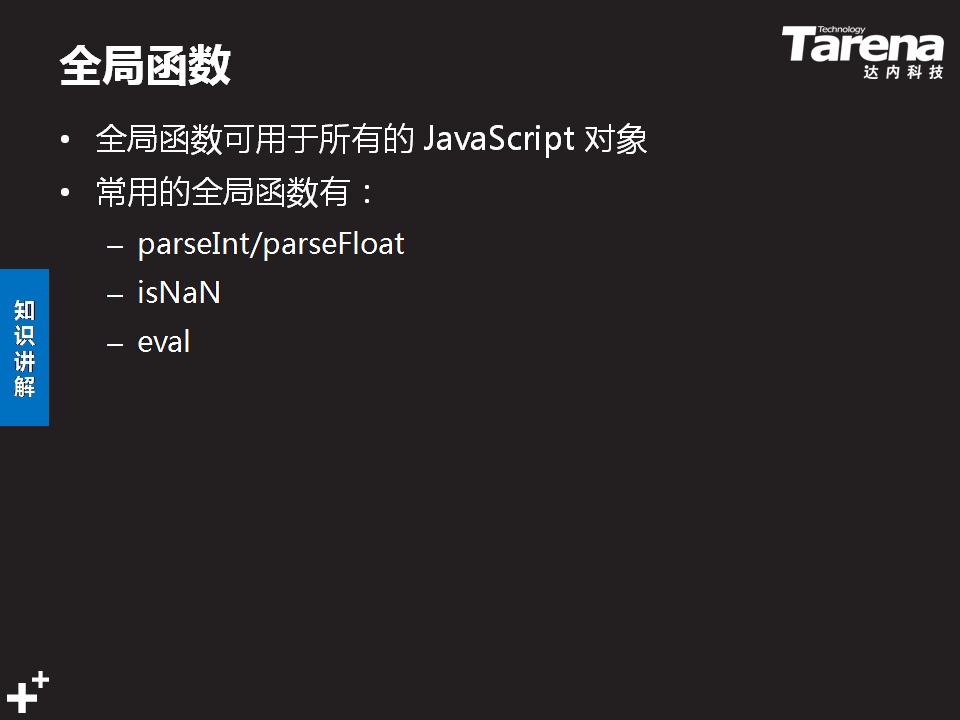 全局函数
Technology
Tarena
达内科技
• 全局函数可用于所有的 JavaScript 对象
• 常用的全局函数有：
– parseInt/parseFloat
– isNaN
– eval
知识讲解